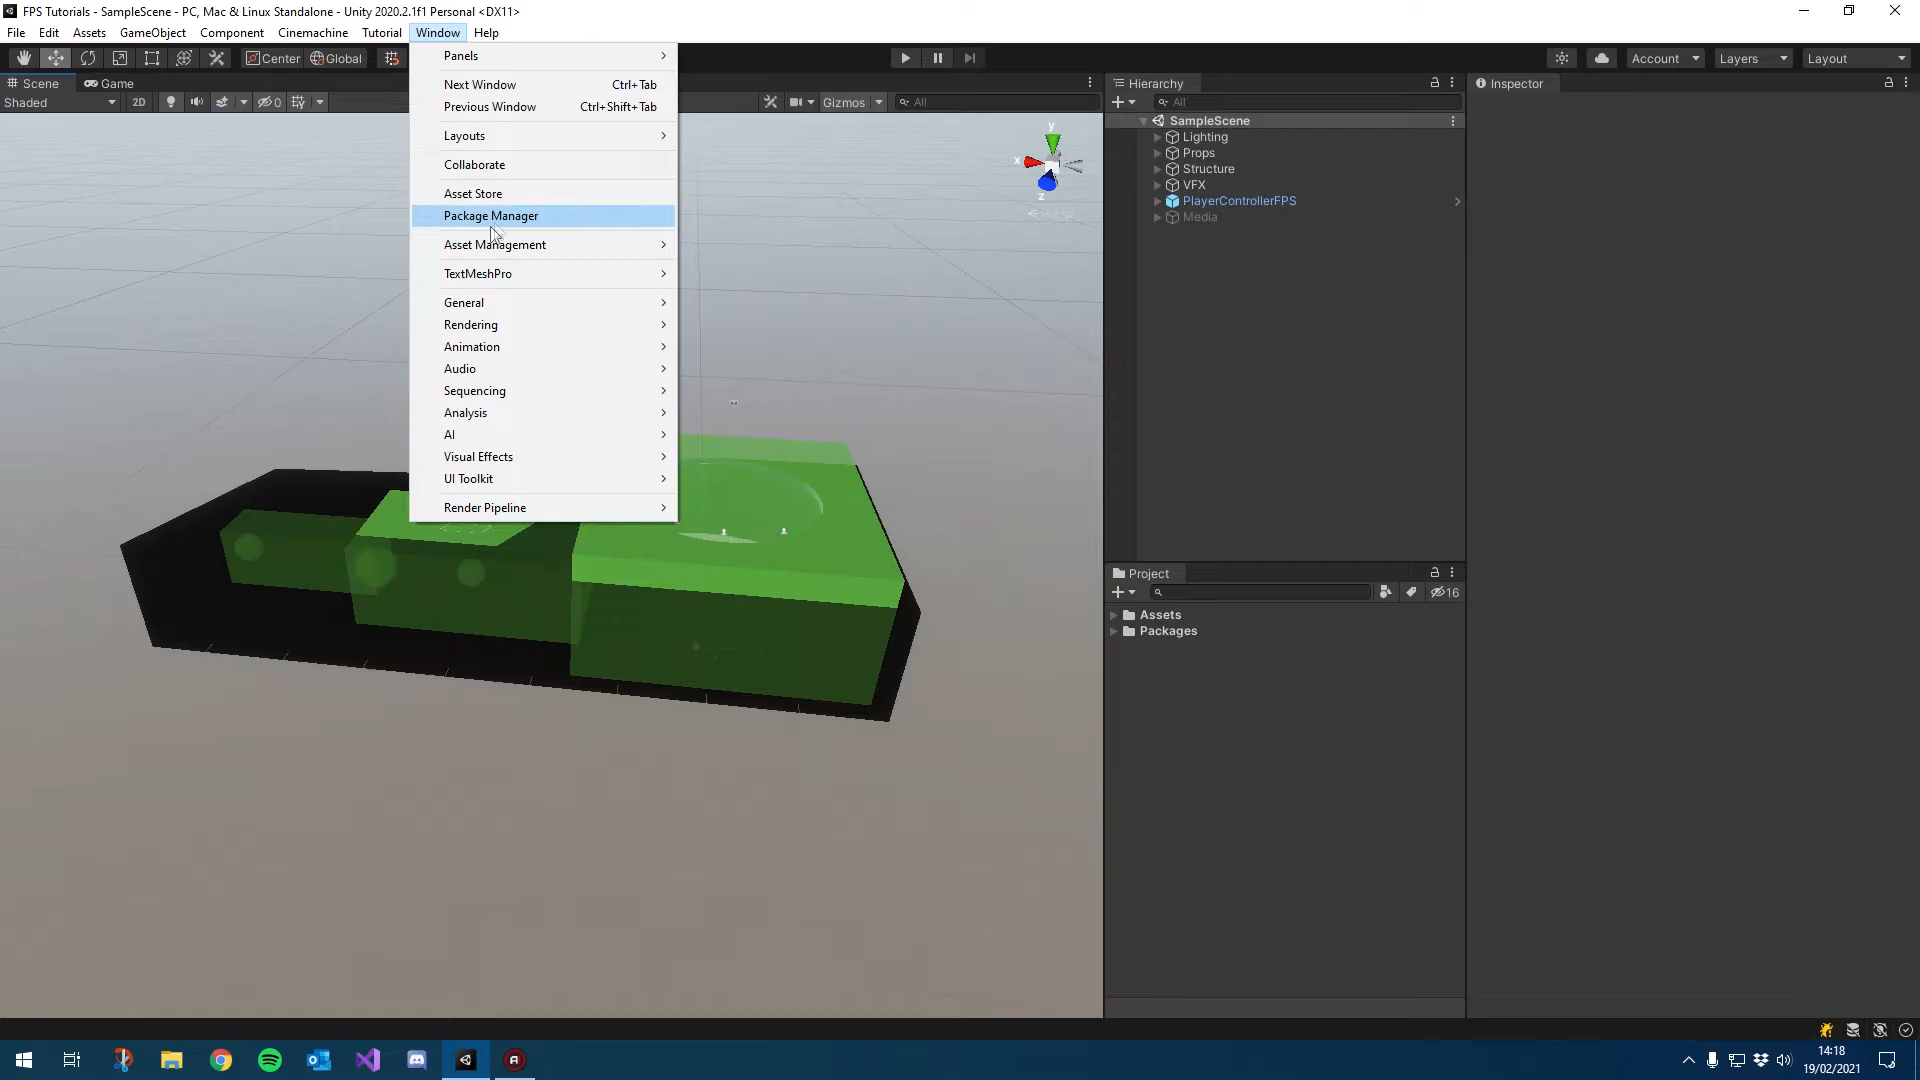 FPS Tutorials - SampleScene - PC, Mac & Linux Standalone - Unity 2020.2.1f1 Personal <DX11>
File Edit Assets GameObject Component Cinemachine Tutorial Window Help
Center Global Account Layers Layout
Scene Game
Shaded 2D 0 Gizmos All
Panels
Next Window Ctrl+Tab
Previous Window Ctrl+Shift+Tab
Layouts
Collaborate
Asset Store
Package Manager
Asset Management
TextMeshPro
General
Rendering
Animation
Audio
Sequencing
Analysis
AI
Visual Effects
UI Toolkit
Render Pipeline
y
x
z
Persp
Hierarchy
All
SampleScene
Lighting
Props
Structure
VFX
PlayerControllerFPS
Media
Project
16
Assets
Packages
Inspector
14:18
19/02/2021